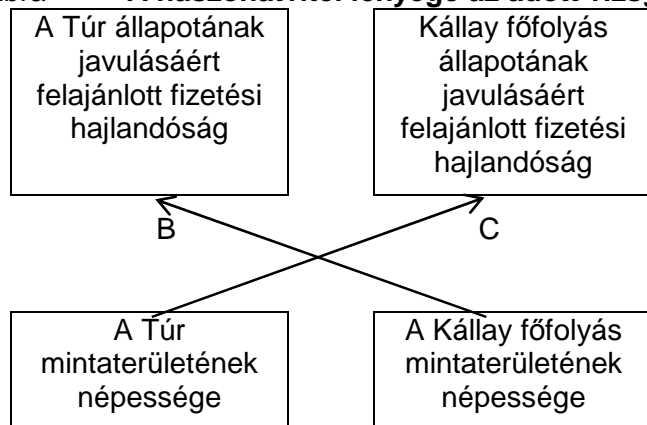 A Túr állapotának
javulásáért
felajánlott fizetési
hajlandóság
Kállay főfolyás
állapotának
javulásáért
felajánlott fizetési
hajlandóság
B
C
A Túr
mintaterületének
népessége
A Kállay főfolyás
mintaterületének
népessége